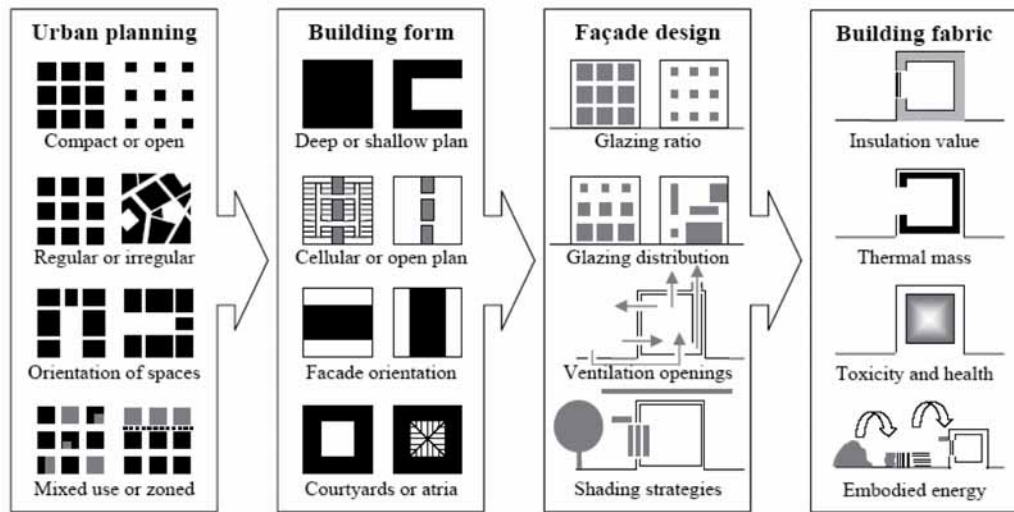 Urban planning
Compact or open
Regular or irregular
Orientation of spaces
Mixed use or zoned
Building form
Deep or shallow plan
Cellular or open plan
Facade orientation
Courtyards or atria
Façade design
Glazing ratio
Glazing distribution
Ventilation openings
Shading strategies
Building fabric
Insulation value
Thermal mass
Toxicity and health
Embodied energy